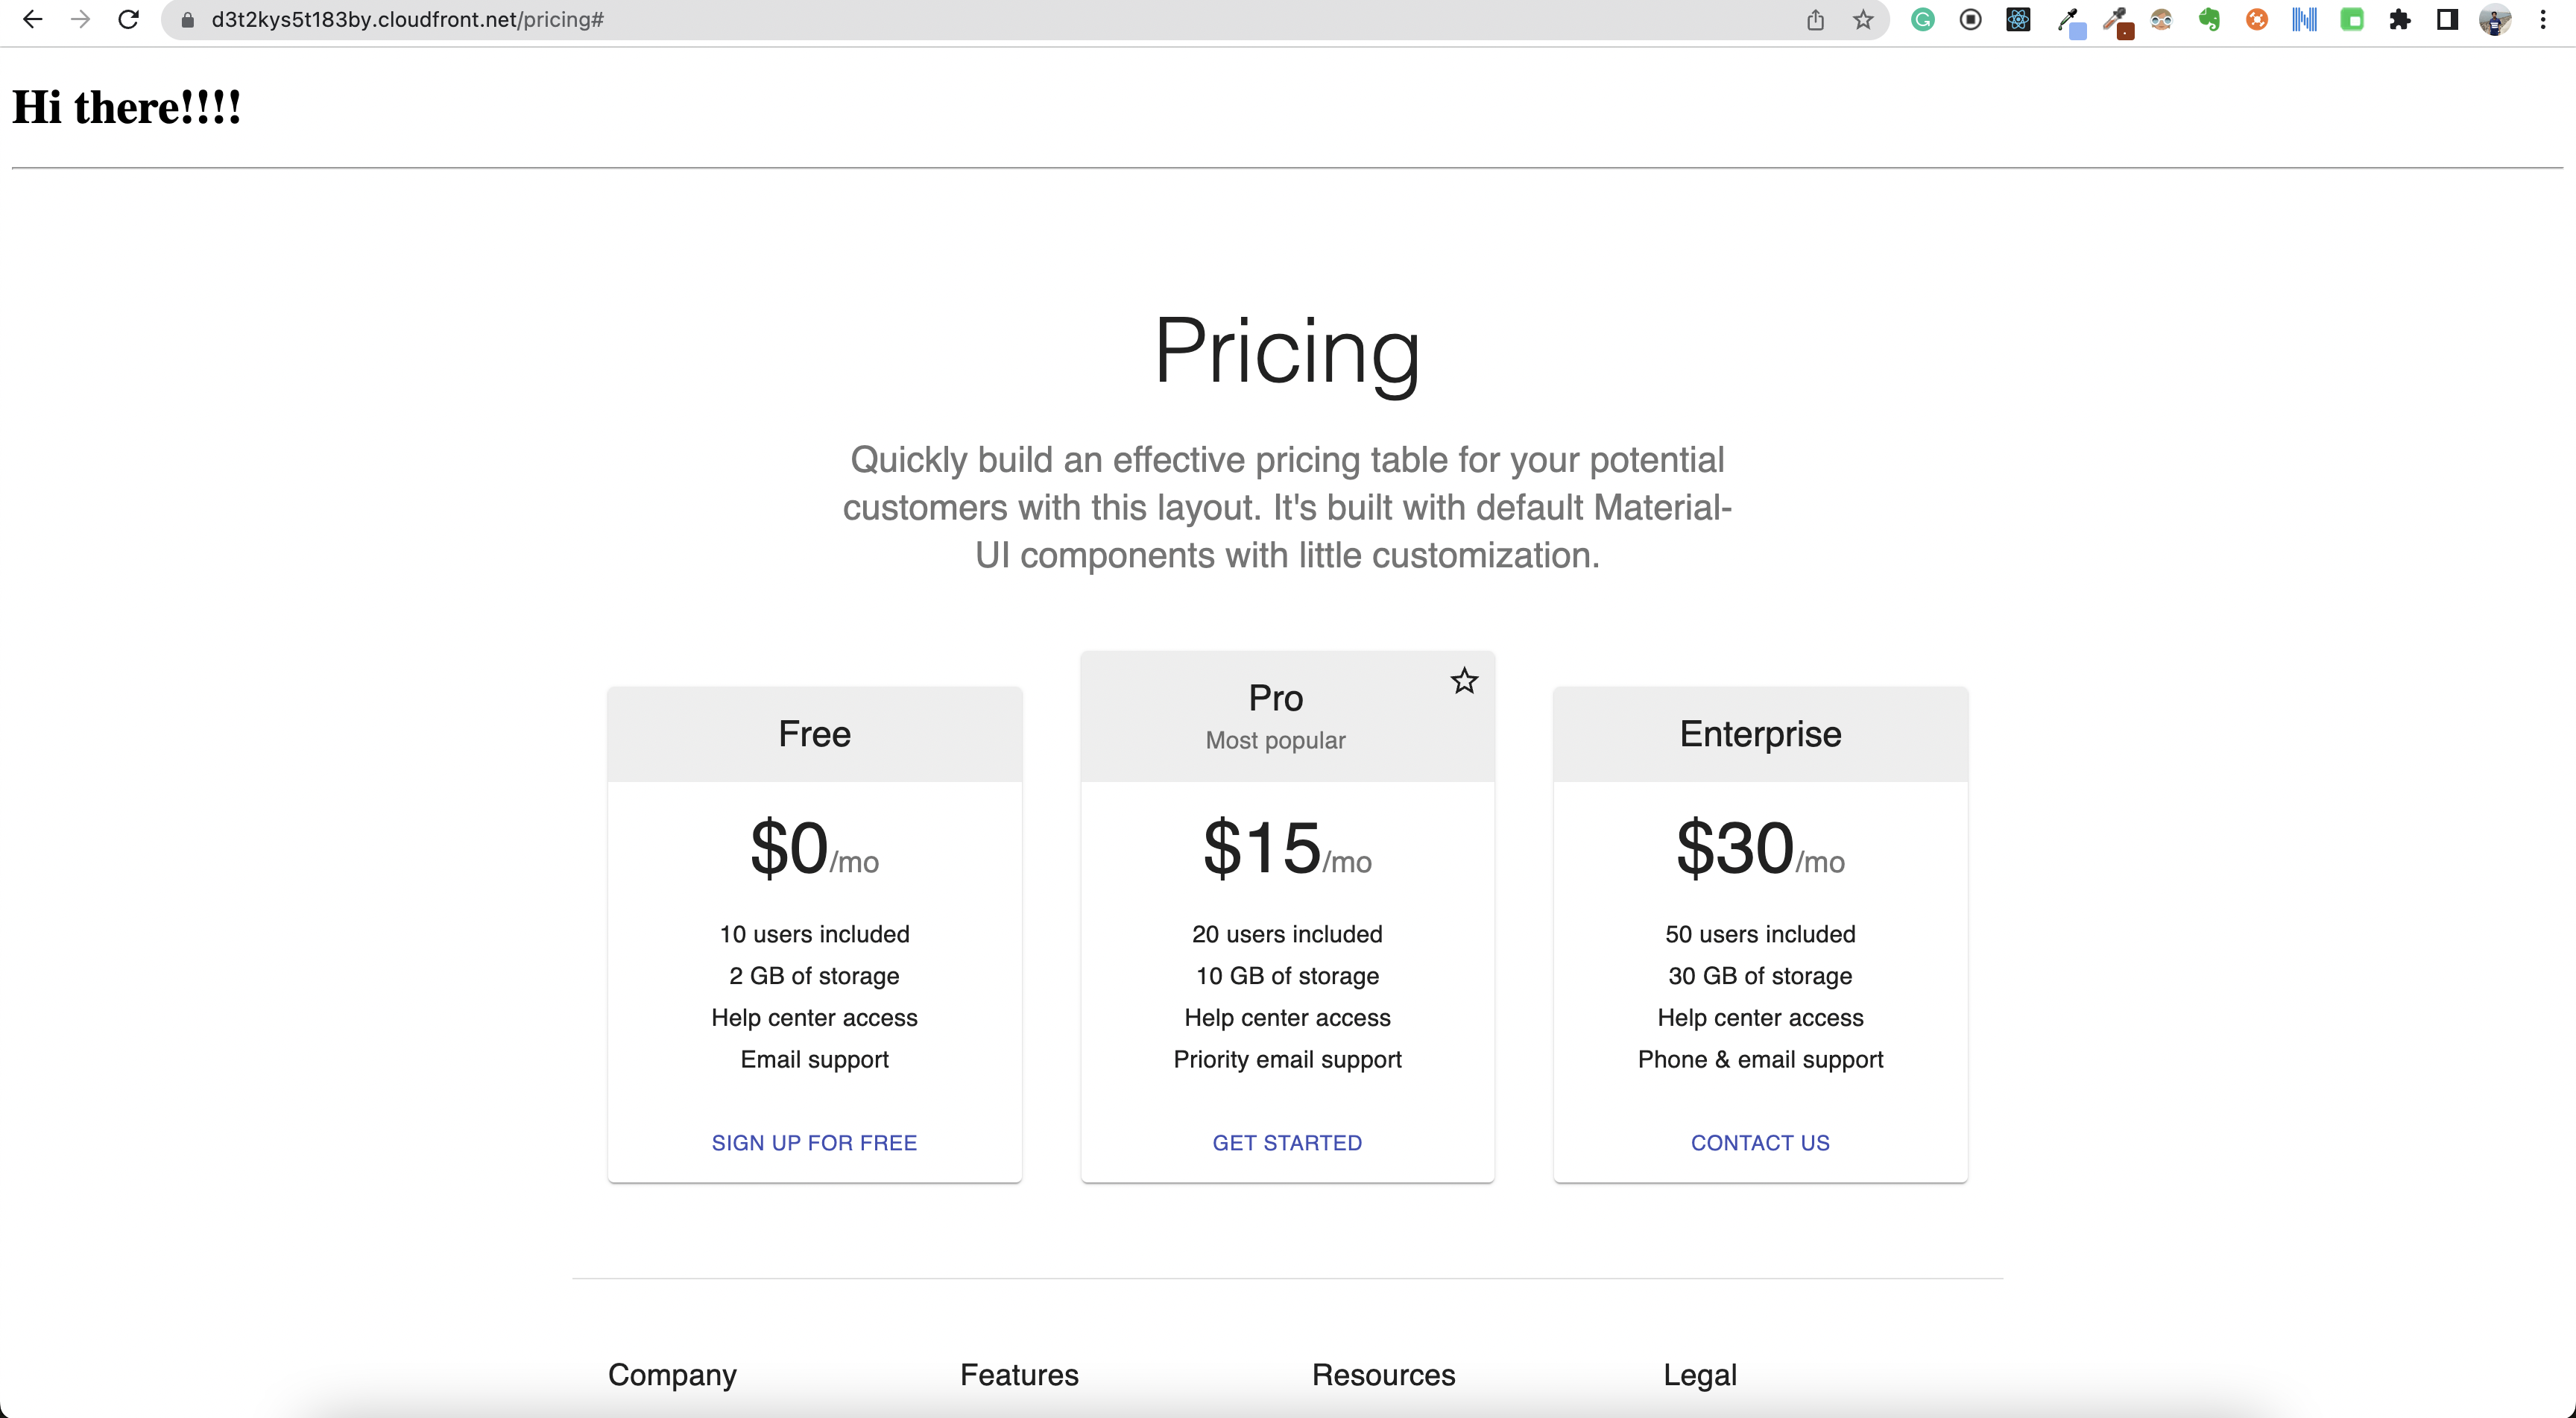 d3t2kys5t183by.cloudfront.net/pricing#
Hi there!!!!
Pricing
Quickly build an effective pricing table for your potential
customers with this layout. It's built with default Material-
UI components with little customization.
Free
$0/mo
10 users included
2 GB of storage
Help center access
Email support
SIGN UP FOR FREE
Pro
Most popular
$15/mo
20 users included
10 GB of storage
Help center access
Priority email support
GET STARTED
Enterprise
$30/mo
50 users included
30 GB of storage
Help center access
Phone & email support
CONTACT US
Company
Features
Resources
Legal